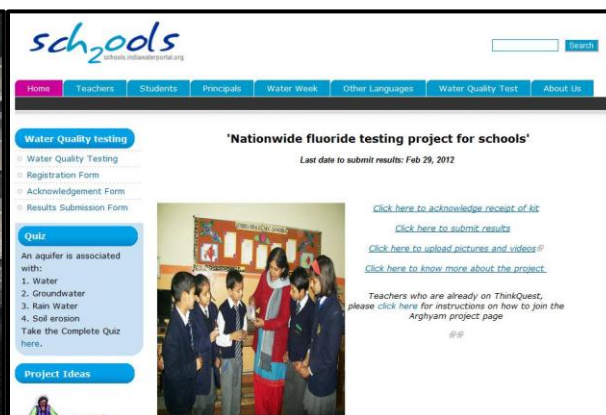 sch2ools
schools.indiawaterportal.org
Search
Home Teachers Students Principals Water Week Other Languages Water Quality Test About Us
Water Quality testing
Water Quality Testing
Registration Form
Acknowledgement Form
Results Submission Form
Quiz
An aquifer is associated
with:
1. Water
2. Groundwater
3. Rain Water
4. Soil erosion
Take the Complete Quiz
here.
Project Ideas
'Nationwide fluoride testing project for schools'
Last date to submit results: Feb 29, 2012
Click here to acknowledge receipt of kit
Click here to submit results
Click here to upload pictures and videos
Click here to know more about the project
Teachers who are already on ThinkQuest,
please click here for instructions on how to join the
Arghyam project page